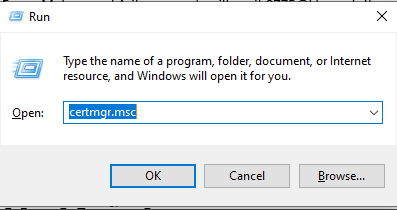 Run
Type the name of a program, folder, document, or Internet
resource, and Windows will open it for you.
Open:
certmgr.msc
OK
Cancel
Browse...